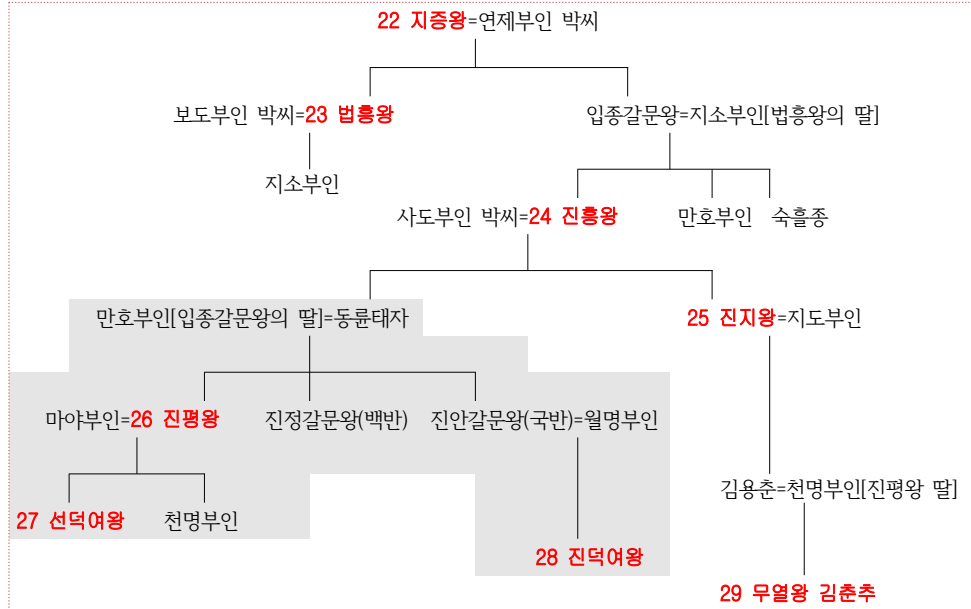 22 지증왕=연제부인 박씨
보도부인 박씨=23 법흥왕
입종갈문왕=지소부인[법흥왕의 딸]
지소부인
사도부인 박씨=24 진흥왕
만호부인
숙흘종
만호부인[입종갈문왕의 딸]=동륜태자
25 진지왕=지도부인
마야부인=26 진평왕
진정갈문왕(백반)
진안갈문왕(국반)=월명부인
김용춘=천명부인[진평왕 딸]
27 선덕여왕
천명부인
28 진덕여왕
29 무열왕 김춘추